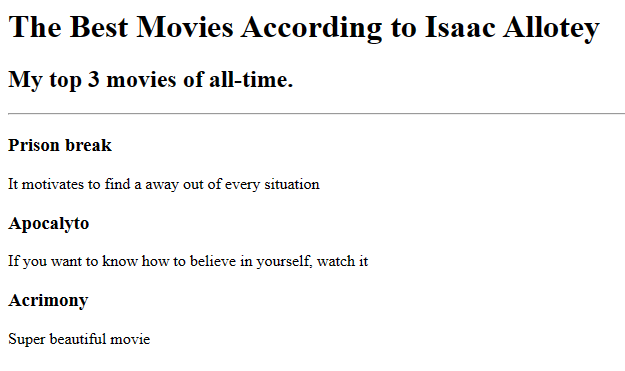 The Best Movies According to Isaac Allotey
My top 3 movies of all-time.
Prison break
It motivates to find a away out of every situation
Apocalyto
If you want to know how to believe in yourself, watch it
Acrimony
Super beautiful movie